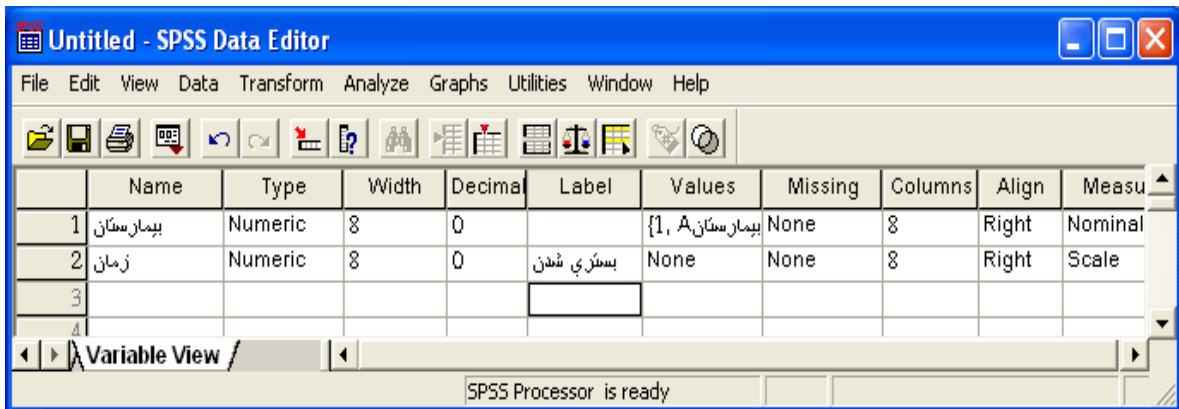 Untitled - SPSS Data Editor
File Edit View Data Transform Analyze Graphs Utilities Window Help
Name Type Width Decimal Label Values Missing Columns Align Measu
1 بيمارستان Numeric 8 0 {1, Aبيمارستان None 8 Right Nominal
2 زمان Numeric 8 0 بستري شدن None None 8 Right Scale
3
4
Variable View
SPSS Processor is ready